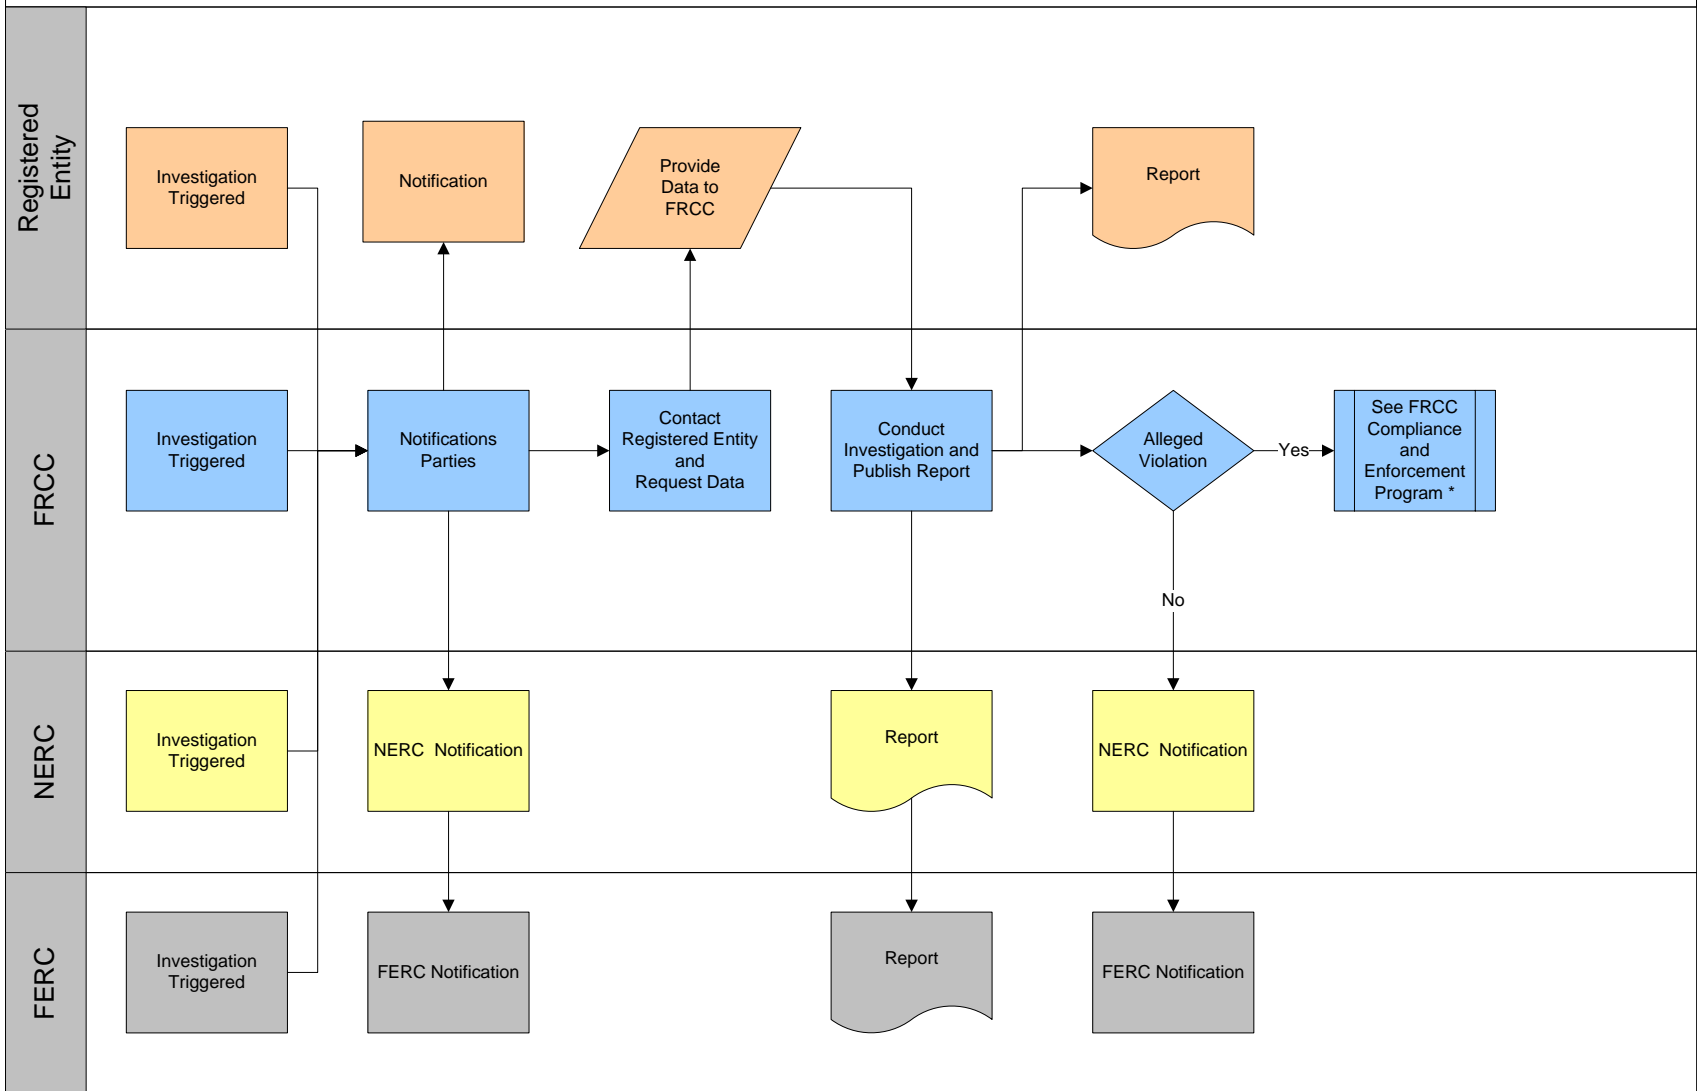 Registered
Entity
Investigation
Triggered
Notification
Provide
Data to
FRCC
Report
FRCC
Investigation
Triggered
Notifications
Parties
Contact
Registered Entity
and
Request Data
Conduct
Investigation and
Publish Report
Alleged
Violation
Yes
See FRCC
Compliance
and
Enforcement
Program *
No
NERC
Investigation
Triggered
NERC Notification
Report
NERC Notification
FERC
Investigation
Triggered
FERC Notification
Report
FERC Notification